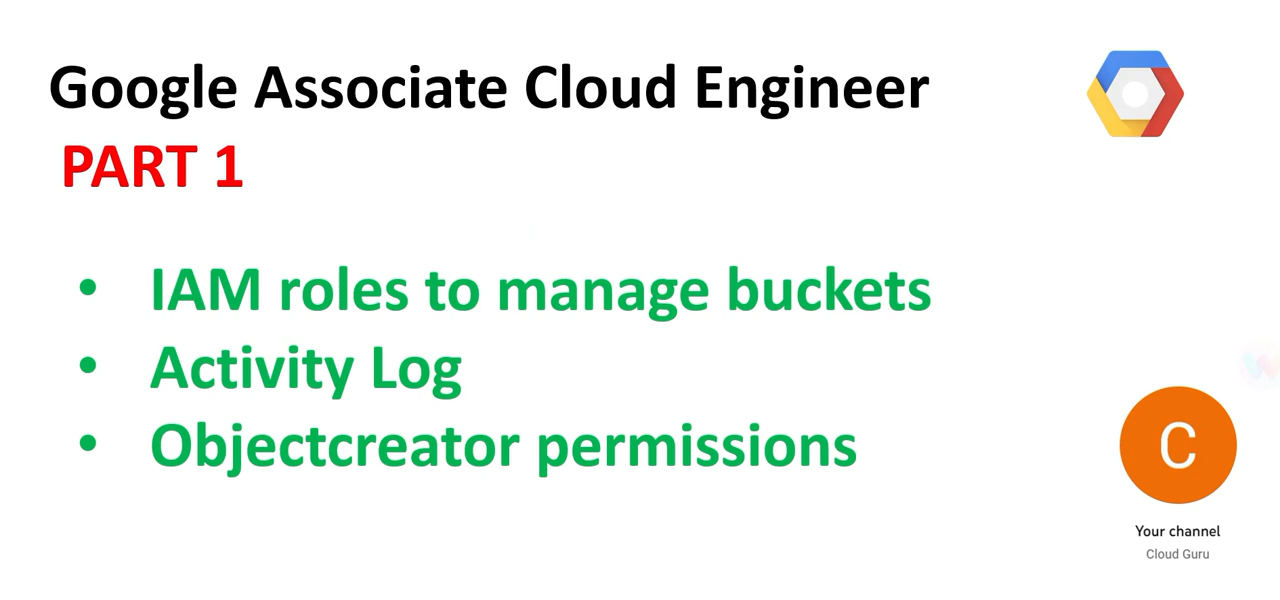 Google Associate Cloud Engineer
PART 1
• IAM roles to manage buckets
• Activity Log
• Objectcreator permissions
C
Your channel
Cloud Guru